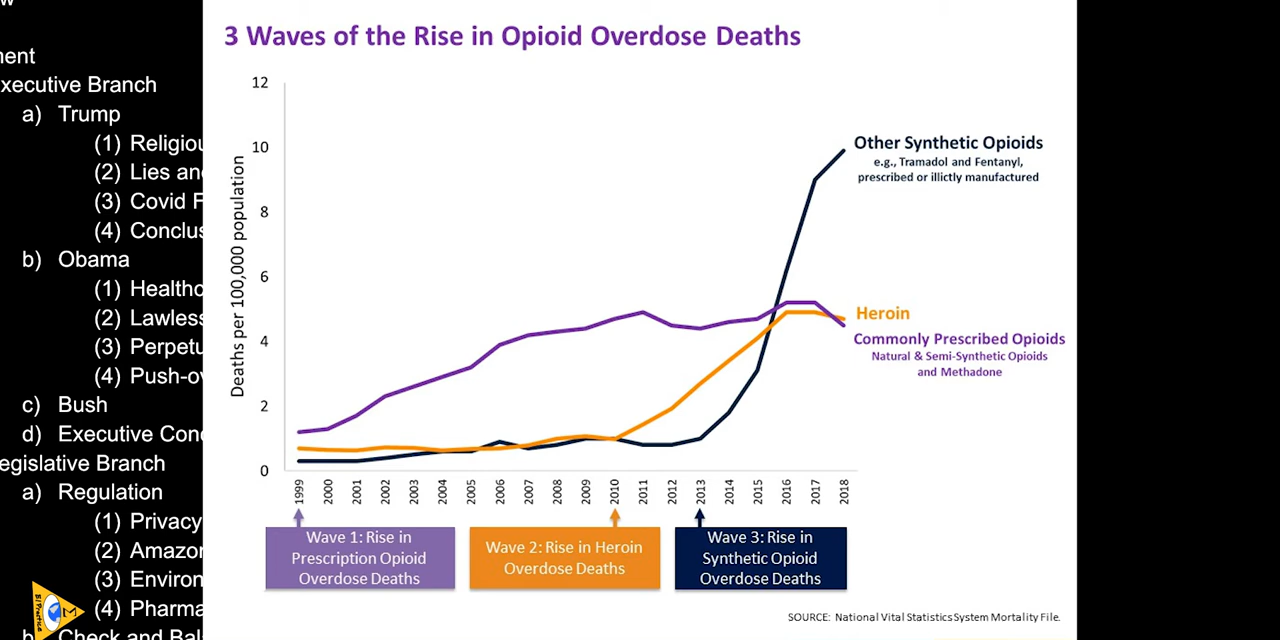 ent
xecutive Branch
a) Trump
(1) Religiou
(2) Lies an
(3) Covid F
(4) Conclus
b) Obama
(1) Healthc
(2) Lawless
(3) Perpetu
(4) Push-ov
c) Bush
d) Executive Conc
egislative Branch
a) Regulation
(1) Privacy
(2) Amazon
(3) Environ
(4) Pharma
b) Check and Bal
3 Waves of the Rise in Opioid Overdose Deaths
Deaths per 100,000 population
12
10
8
6
4
2
0
1999 2000 2001 2002 2003 2004 2005 2006 2007 2008 2009 2010 2011 2012 2013 2014 2015 2016 2017 2018
Other Synthetic Opioids
e.g., Tramadol and Fentanyl,
prescribed or illictly manufactured
Heroin
Commonly Prescribed Opioids
Natural & Semi-Synthetic Opioids
and Methadone
Wave 1: Rise in
Prescription Opioid
Overdose Deaths
Wave 2: Rise in Heroin
Overdose Deaths
Wave 3: Rise in
Synthetic Opioid
Overdose Deaths
SOURCE: National Vital Statistics System Mortality File.